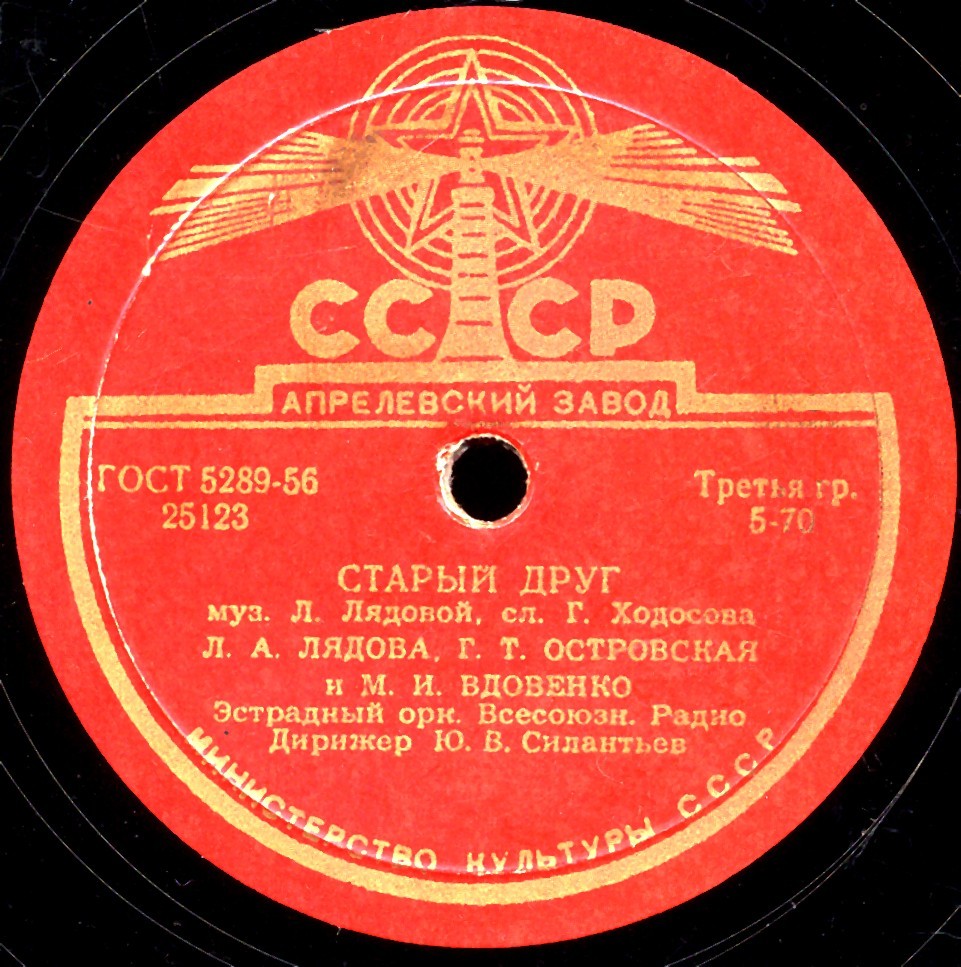 СССР
АПРЕЛЕВСКИЙ ЗАВОД
ГОСТ 5289-56
25123
Третья гр.
5-70
СТАРЫЙ ДРУГ
муз. Л. Лядовой, сл. Г. Ходосова
Л. А. ЛЯДОВА, Г. Т. ОСТРОВСКАЯ
и М. И. ВДОВЕНКО
Эстрадный орк. Всесоюзн. Радио
Дирижер Ю. В. Силантьев
МИНИСТЕРСТВО КУЛЬТУРЫ СССР